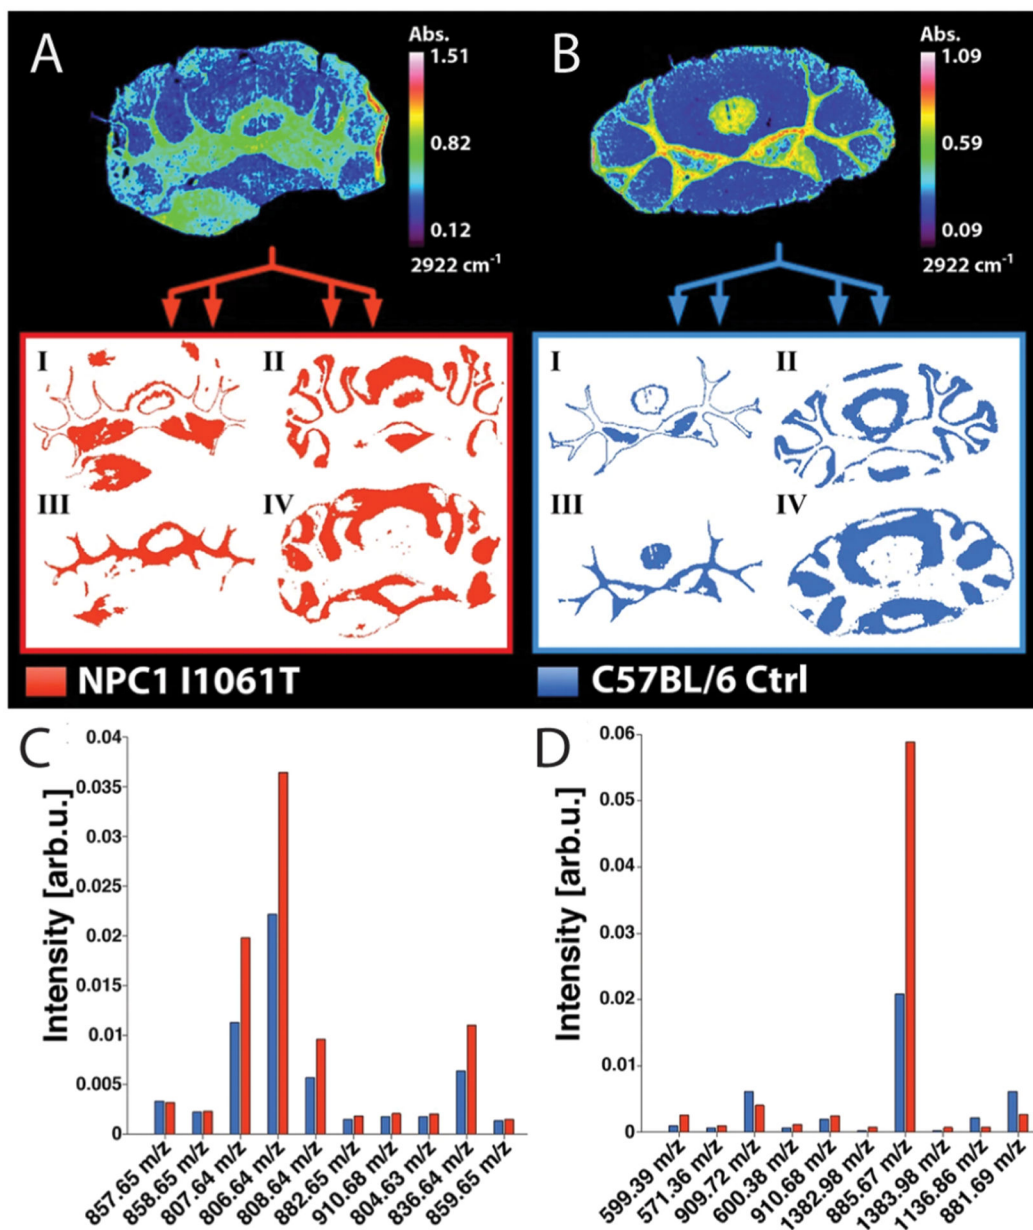 A
Abs.
1.51
0.82
0.12
2922 cm⁻¹
B
Abs.
1.09
0.59
0.09
2922 cm⁻¹
I
II
III
IV
NPC1 I1061T
I
II
III
IV
C57BL/6 Ctrl
C
Intensity [arb.u.]
0.04
0.035
0.03
0.025
0.02
0.015
0.01
0.005
0
857.65 m/z
858.65 m/z
807.64 m/z
806.64 m/z
808.64 m/z
882.65 m/z
910.68 m/z
804.63 m/z
836.64 m/z
859.65 m/z
D
Intensity [arb.u.]
0.06
0.05
0.04
0.03
0.02
0.01
0
599.39 m/z
571.36 m/z
909.72 m/z
600.38 m/z
910.68 m/z
1382.98 m/z
885.67 m/z
1383.98 m/z
1136.86 m/z
881.69 m/z